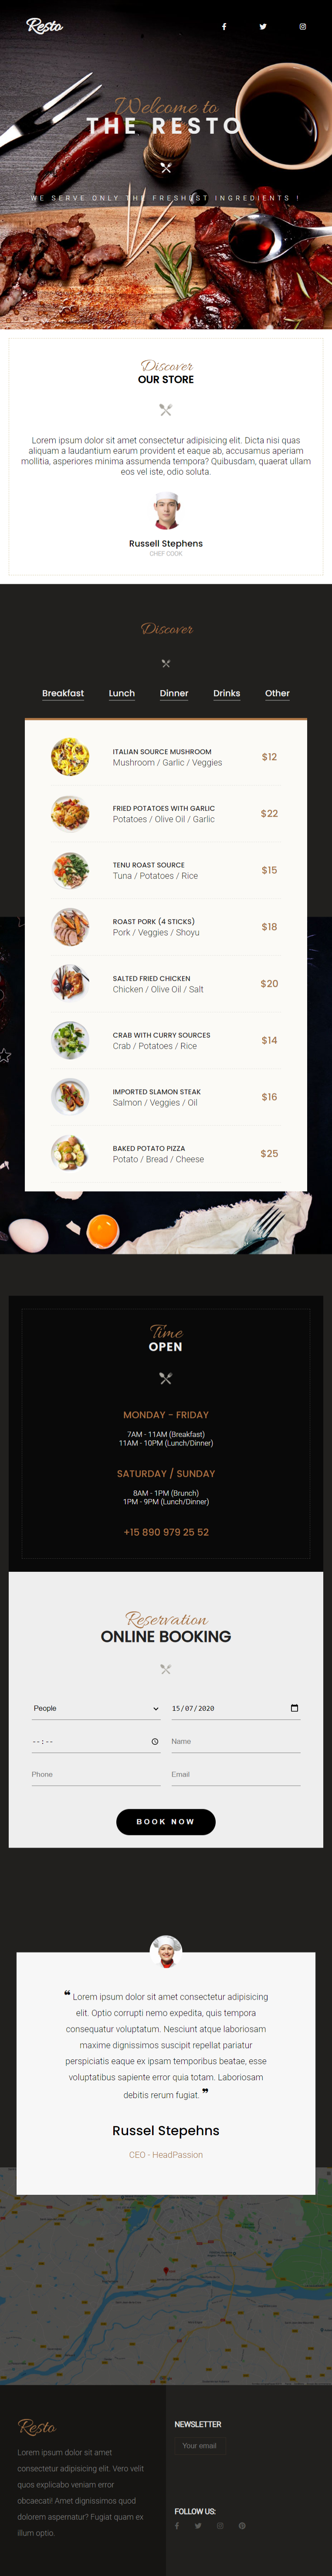 Resto
Welcome to
THE RESTO
WE SERVE ONLY THE FRESHEST INGREDIENTS !
Discover
OUR STORE
Lorem ipsum dolor sit amet consectetur adipisicing elit. Dicta nisi quas
aliquam a laudantium earum provident et eaque ab, accusamus aperiam
mollitia, asperiores minima assumenda tempora? Quibusdam, quaerat ullam
eos vel iste, odio soluta.
Russell Stephens
CHEF COOK
Discover
Breakfast Lunch Dinner Drinks Other
ITALIAN SOURCE MUSHROOM
Mushroom / Garlic / Veggies
$12
FRIED POTATOES WITH GARLIC
Potatoes / Olive Oil / Garlic
$22
TENU ROAST SOURCE
Tuna / Potatoes / Rice
$15
ROAST PORK (4 STICKS)
Pork / Veggies / Shoyu
$18
SALTED FRIED CHICKEN
Chicken / Olive Oil / Salt
$20
CRAB WITH CURRY SOURCES
Crab / Potatoes / Rice
$14
IMPORTED SLAMON STEAK
Salmon / Veggies / Oil
$16
BAKED POTATO PIZZA
Potato / Bread / Cheese
$25
Time
OPEN
MONDAY - FRIDAY
7AM - 11AM (Breakfast)
11AM - 10PM (Lunch/Dinner)
SATURDAY / SUNDAY
8AM - 1PM (Brunch)
1PM - 9PM (Lunch/Dinner)
+15 890 979 25 52
Reservation
ONLINE BOOKING
People 15/07/2020
--:-- Name
Phone Email
BOOK NOW
❝ Lorem ipsum dolor sit amet consectetur adipisicing
elit. Optio corrupti nemo expedita, quis tempora
consequatur voluptatum. Nesciunt atque laboriosam
maxime dignissimos suscipit repellat pariatur
perspiciatis eaque ex ipsam temporibus beatae, esse
voluptatibus sapiente error quia totam. Laboriosam
debitis rerum fugiat. ❞
Russel Stepehns
CEO - HeadPassion
Resto
Lorem ipsum dolor sit amet
consectetur adipisicing elit. Vero velit
quos explicabo veniam error
obcaecati! Amet dignissimos quod
dolorem aspernatur? Fugiat quam ex
illum optio.
NEWSLETTER
Your email
FOLLOW US: